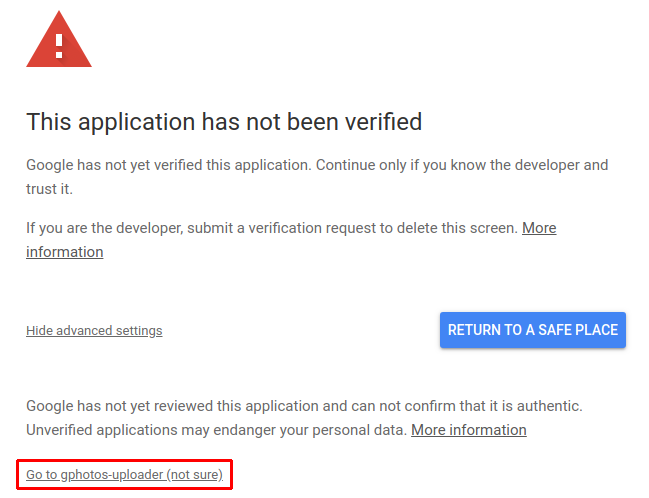 This application has not been verified
Google has not yet verified this application. Continue only if you know the developer and
trust it.
If you are the developer, submit a verification request to delete this screen. More
information
Hide advanced settings
RETURN TO A SAFE PLACE
Google has not yet reviewed this application and can not confirm that it is authentic.
Unverified applications may endanger your personal data. More information
Go to gphotos-uploader (not sure)